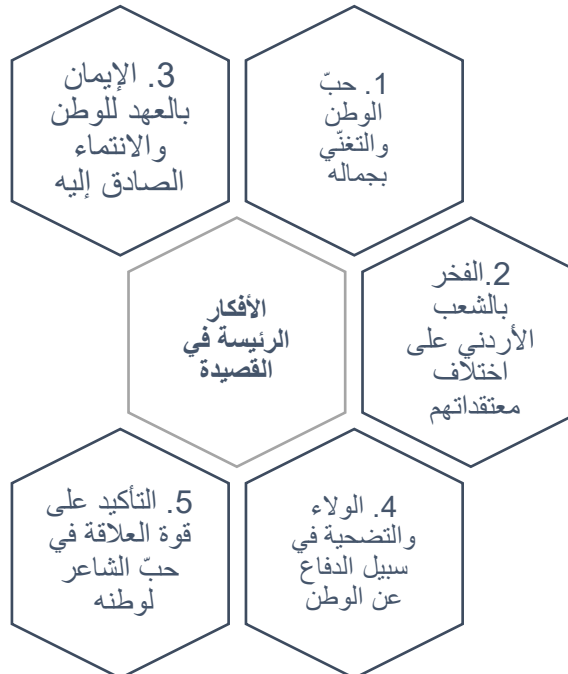 1. حبّ
الوطن
والتغنّي
بجماله
2.الفخر
بالشعب
الأردني على
اختلاف
معتقداتهم
3. الإيمان
بالعهد للوطن
والانتماء
الصادق إليه
الأفكار
الرئيسة في
القصيدة
4. الولاء
والتضحية في
سبيل الدفاع
عن الوطن
5. التأكيد على
قوة العلاقة في
حبّ الشاعر
لوطنه